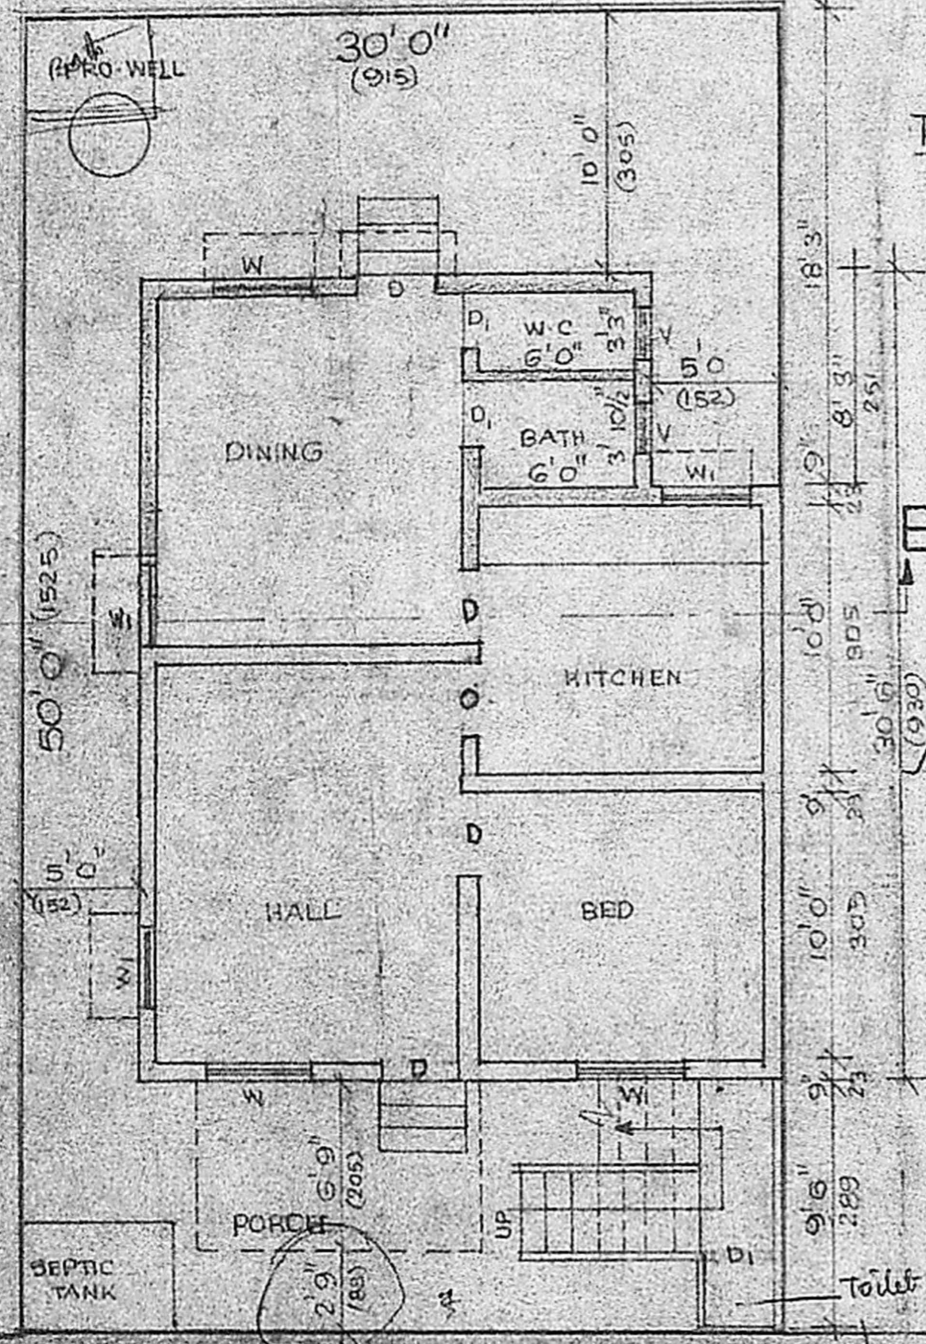 30' 0"
(915)
WELL
10' 0"
(305)
18' 3"
W
D
D1
W.C
6'0"
3'3"
V
5' 0
(152)
8' 3"
251
D1
BATH
6'0"
3' 10½"
V
W1
9"
23
DINING
50' 0" (1525)
W1
D
10' 0"
305
KITCHEN
O
30' 6"
(930)
9"
23
D
5' 0"
(152)
HALL
BED
10' 0"
305
W1
D
W
W
9"
23
6' 9"
(205)
PORCH
UP
9' 6"
289
D1
SEPTIC
TANK
2' 9"
Toilet